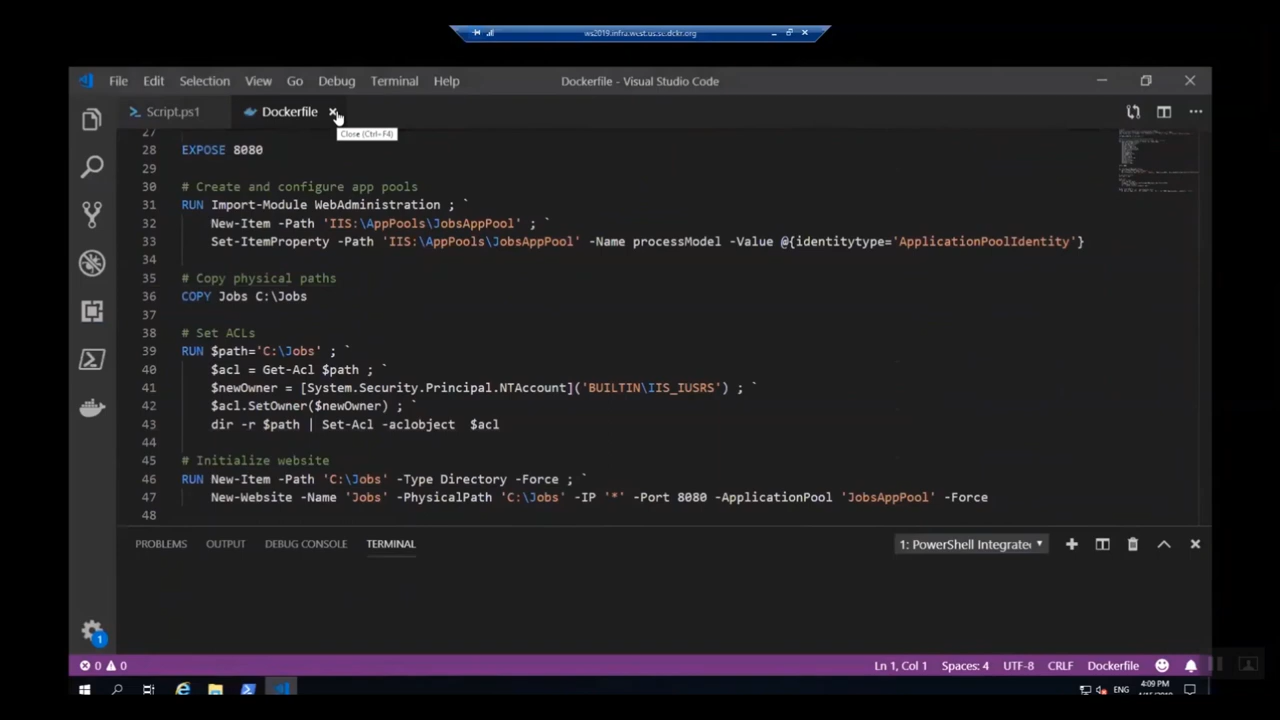 ws2019.infra.west.us.se.dckr.org
File Edit Selection View Go Debug Terminal Help
Dockerfile - Visual Studio Code
Script.ps1
Dockerfile
Close (Ctrl+F4)
27
28 EXPOSE 8080
29
30 # Create and configure app pools
31 RUN Import-Module WebAdministration ; `
32 New-Item -Path 'IIS:\AppPools\JobsAppPool' ; `
33 Set-ItemProperty -Path 'IIS:\AppPools\JobsAppPool' -Name processModel -Value @{identitytype='ApplicationPoolIdentity'}
34
35 # Copy physical paths
36 COPY Jobs C:\Jobs
37
38 # Set ACLs
39 RUN $path='C:\Jobs' ; `
40 $acl = Get-Acl $path ; `
41 $newOwner = [System.Security.Principal.NTAccount]('BUILTIN\IIS_IUSRS') ; `
42 $acl.SetOwner($newOwner) ; `
43 dir -r $path | Set-Acl -aclobject $acl
44
45 # Initialize website
46 RUN New-Item -Path 'C:\Jobs' -Type Directory -Force ; `
47 New-Website -Name 'Jobs' -PhysicalPath 'C:\Jobs' -IP '*' -Port 8080 -ApplicationPool 'JobsAppPool' -Force
48
PROBLEMS OUTPUT DEBUG CONSOLE TERMINAL
1: PowerShell Integrate
1
0 0
Ln 1, Col 1 Spaces: 4 UTF-8 CRLF Dockerfile
ENG
4:09 PM